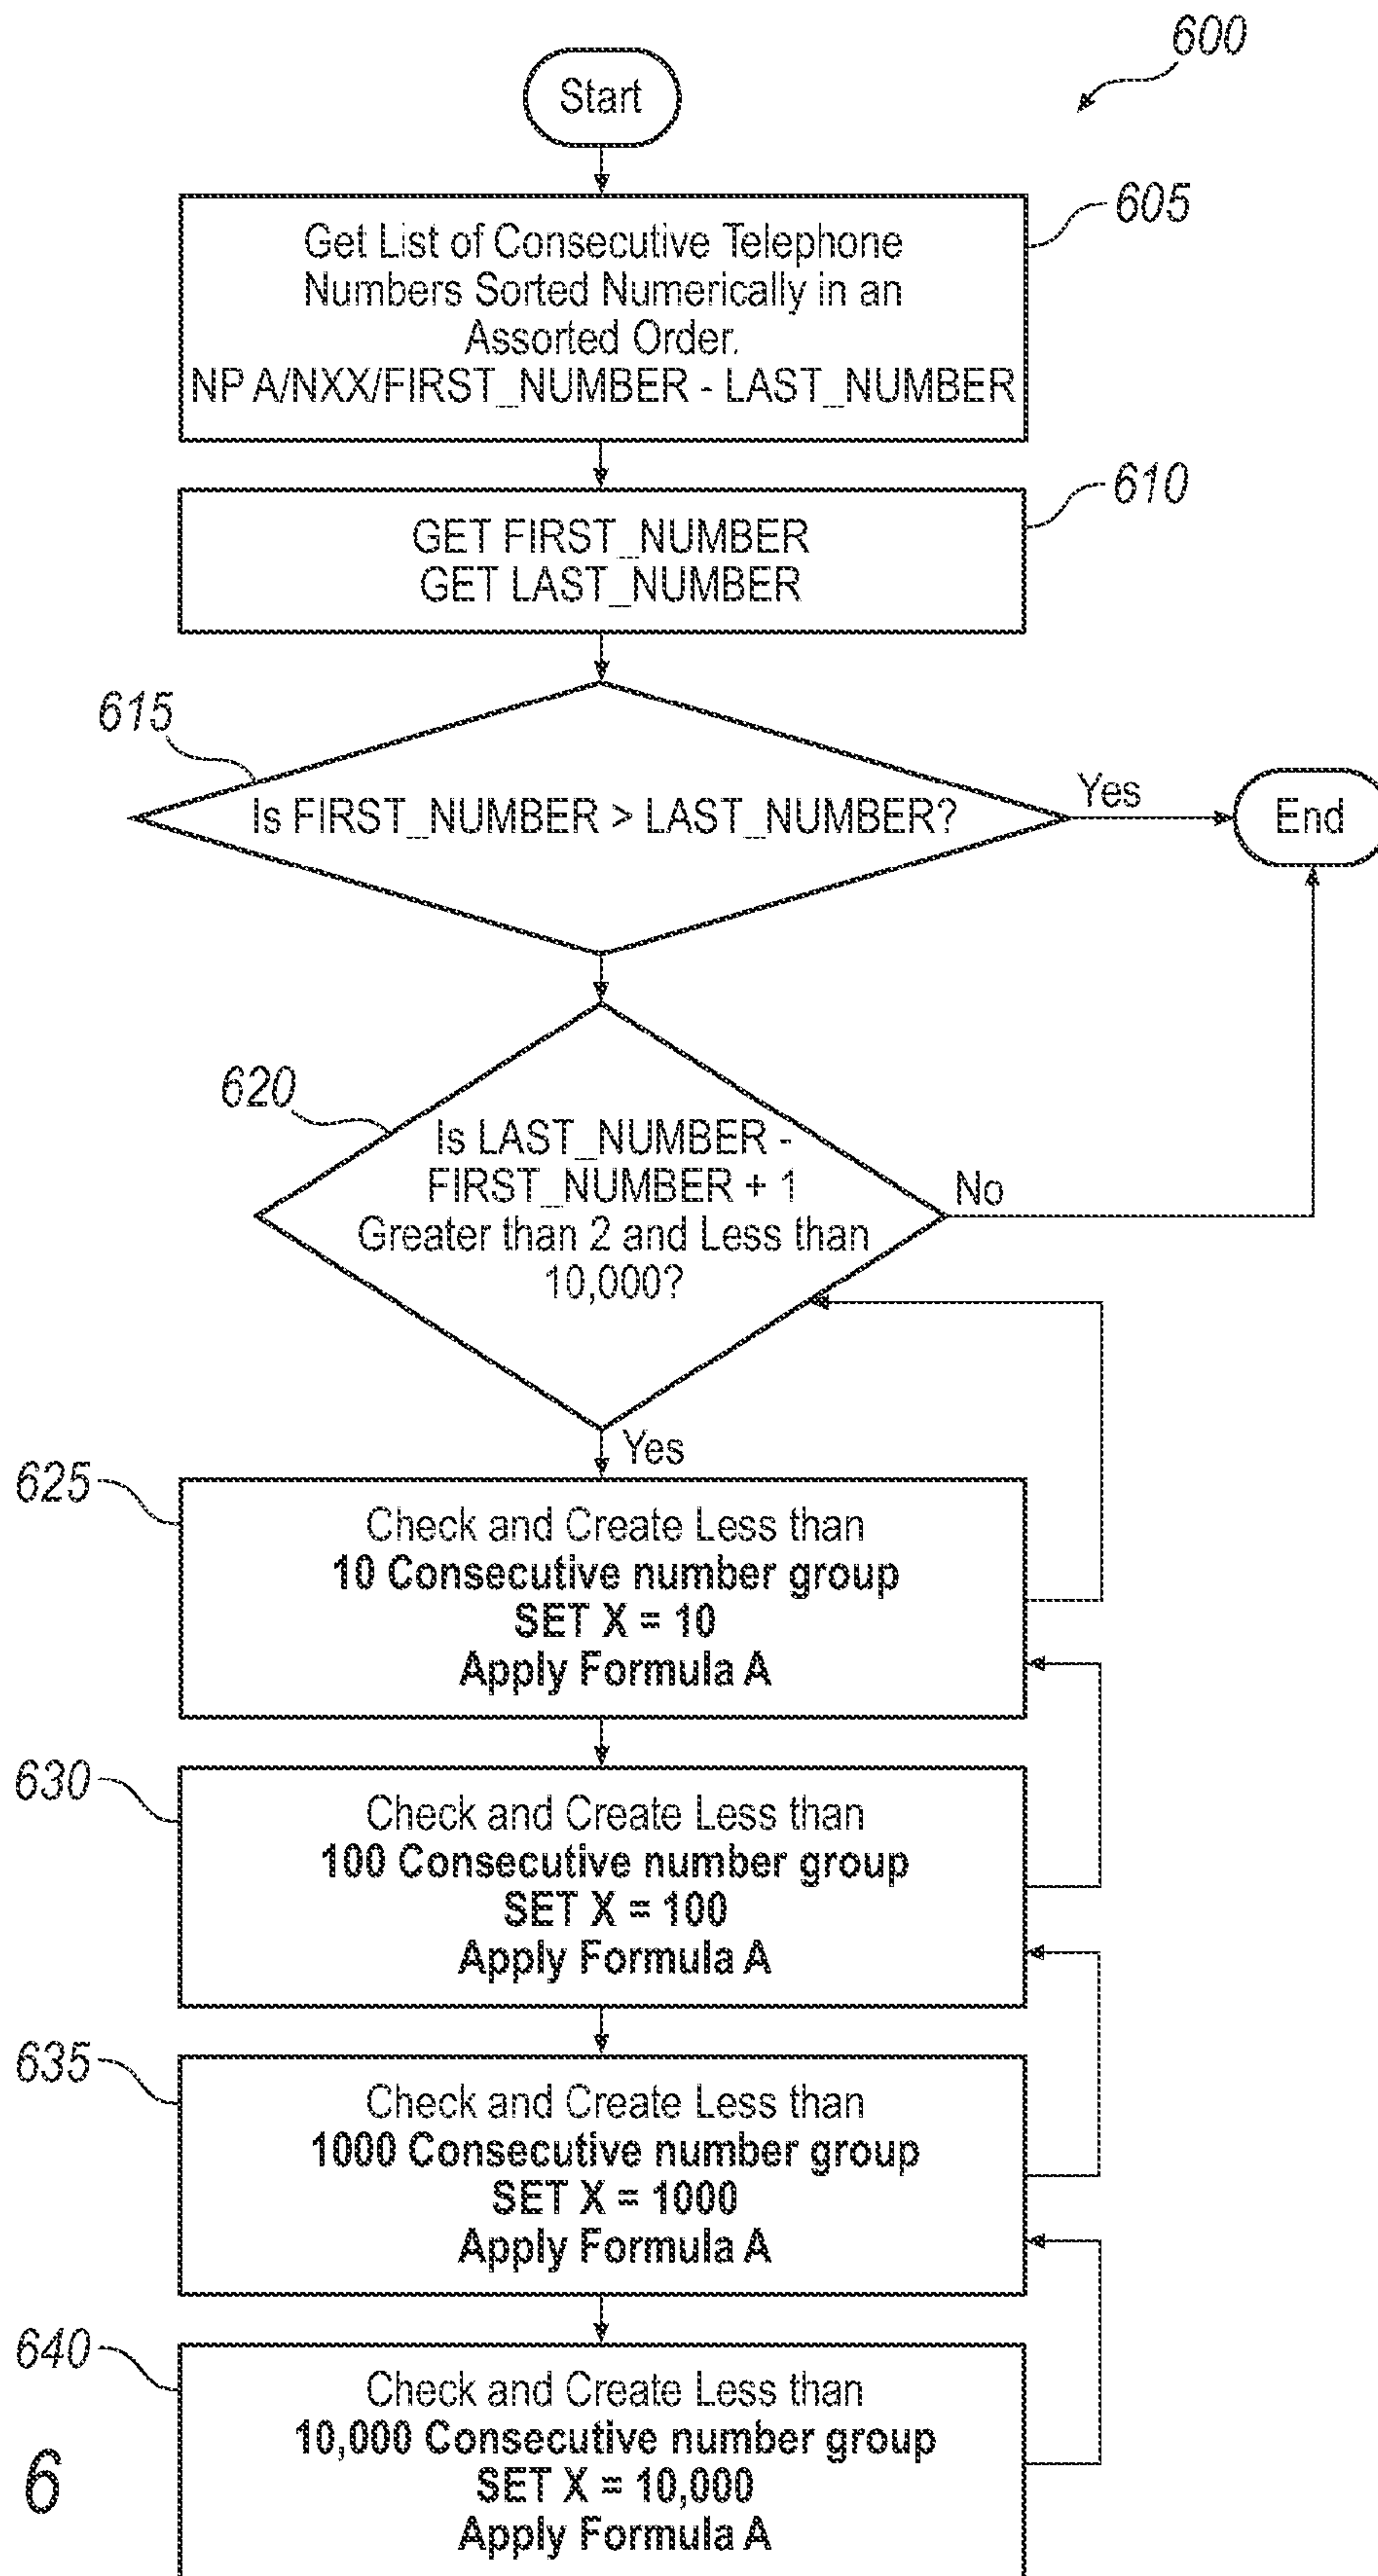 600
Start
605
Get List of Consecutive Telephone
Numbers Sorted Numerically in an
Assorted Order.
NP A/NXX/FIRST_NUMBER - LAST_NUMBER
610
GET FIRST_NUMBER
GET LAST_NUMBER
615
Is FIRST_NUMBER > LAST_NUMBER?
Yes
End
620
Is LAST_NUMBER -
FIRST_NUMBER + 1
Greater than 2 and Less than
10,000?
No
Yes
625
Check and Create Less than
10 Consecutive number group
SET X = 10
Apply Formula A
630
Check and Create Less than
100 Consecutive number group
SET X = 100
Apply Formula A
635
Check and Create Less than
1000 Consecutive number group
SET X = 1000
Apply Formula A
640
Check and Create Less than
10,000 Consecutive number group
SET X = 10,000
Apply Formula A
6